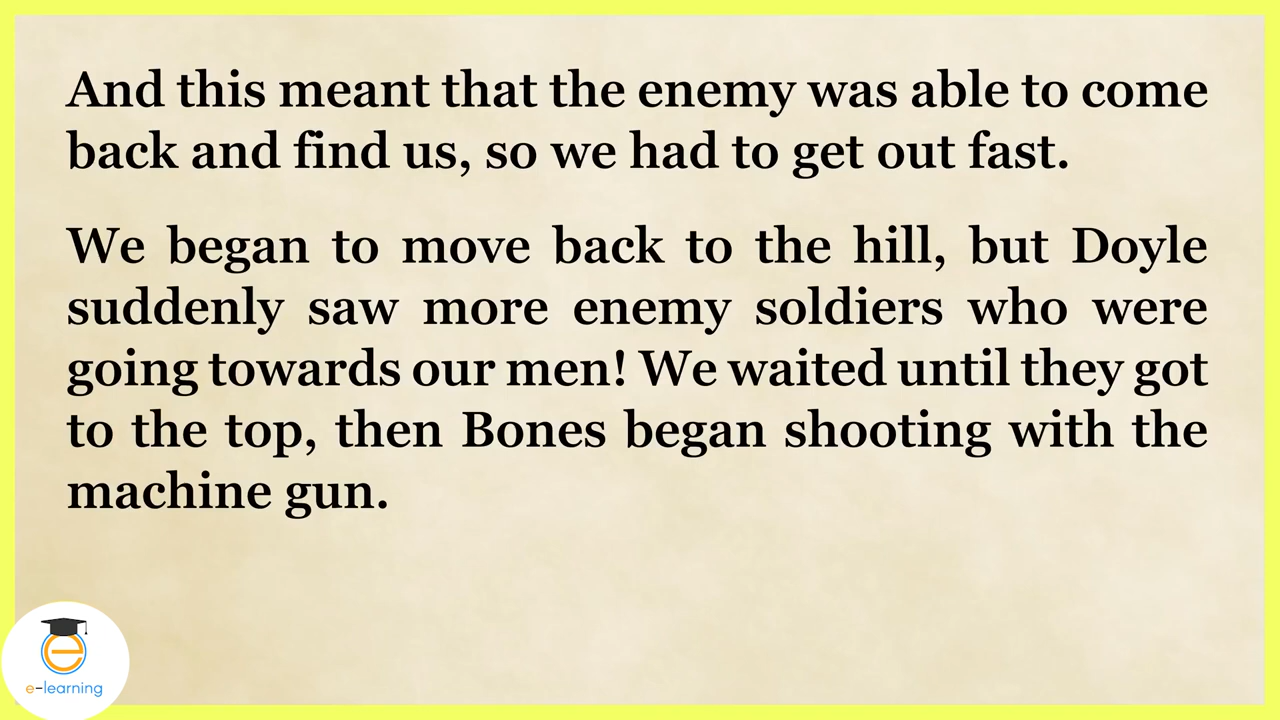 And this meant that the enemy was able to come
back and find us, so we had to get out fast.
We began to move back to the hill, but Doyle
suddenly saw more enemy soldiers who were
going towards our men! We waited until they got
to the top, then Bones began shooting with the
machine gun.
e
e-learning